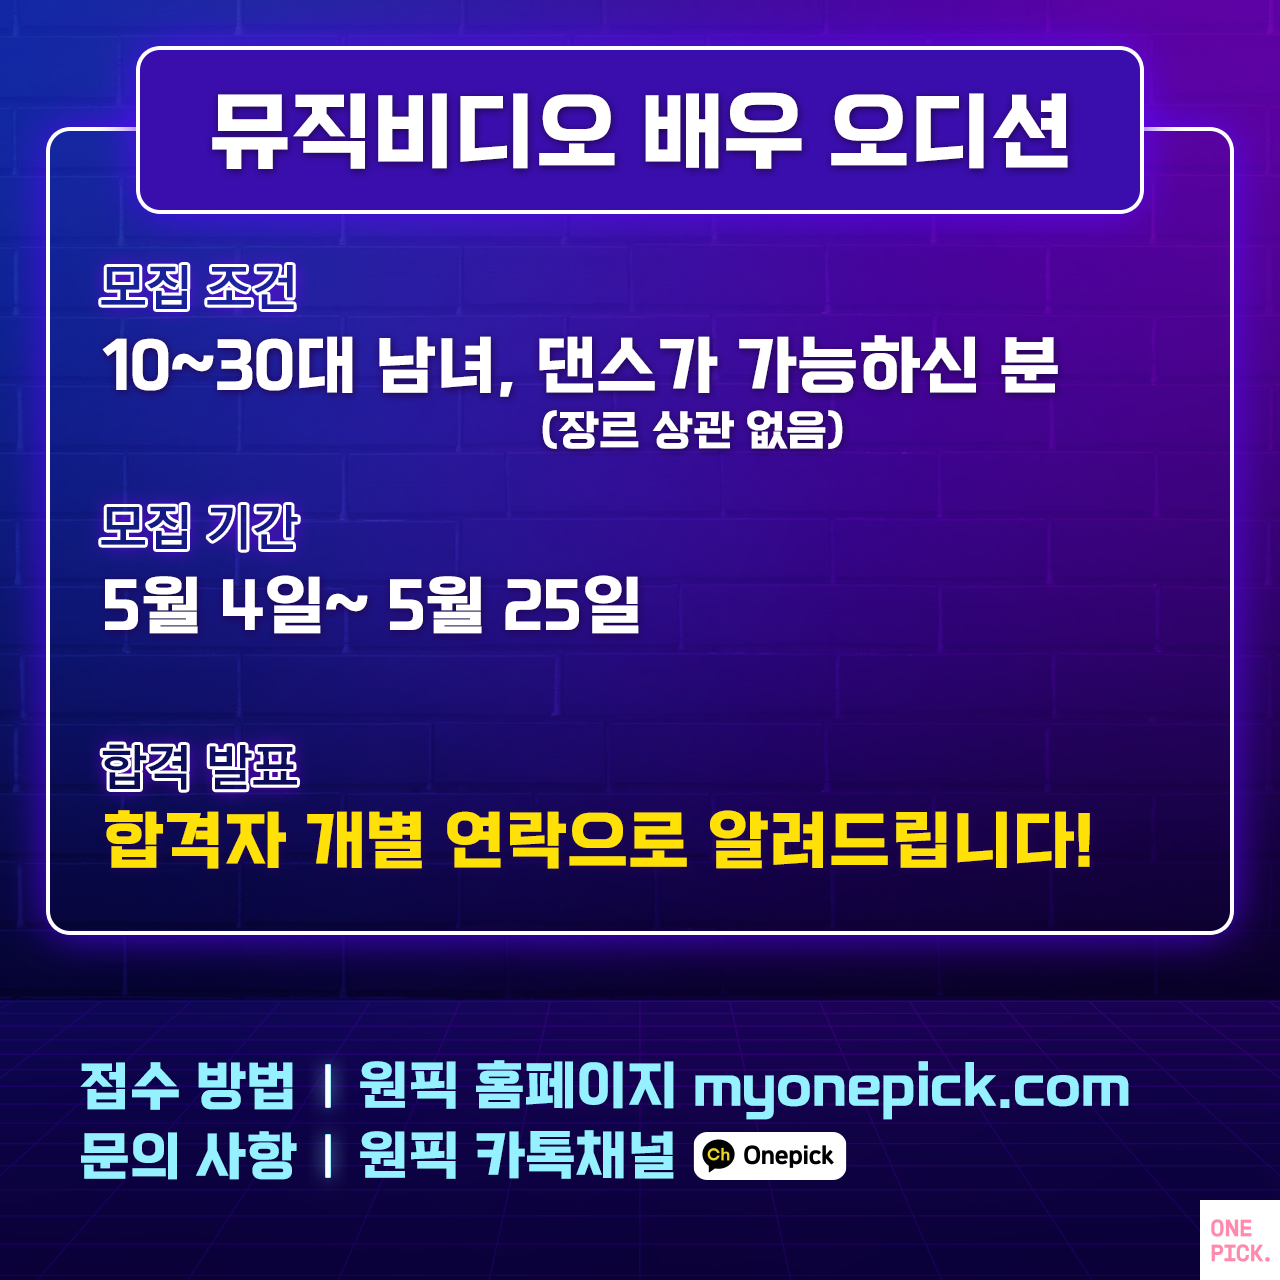 뮤직비디오 배우 오디션
모집 조건
10~30대 남녀, 댄스가 가능하신 분
(장르 상관 없음)
모집 기간
5월 4일~ 5월 25일
합격 발표
합격자 개별 연락으로 알려드립니다!
접수 방법 | 원픽 홈페이지 myonepick.com
문의 사항 | 원픽 카톡채널 Ch Onepick
ONE
PICK.